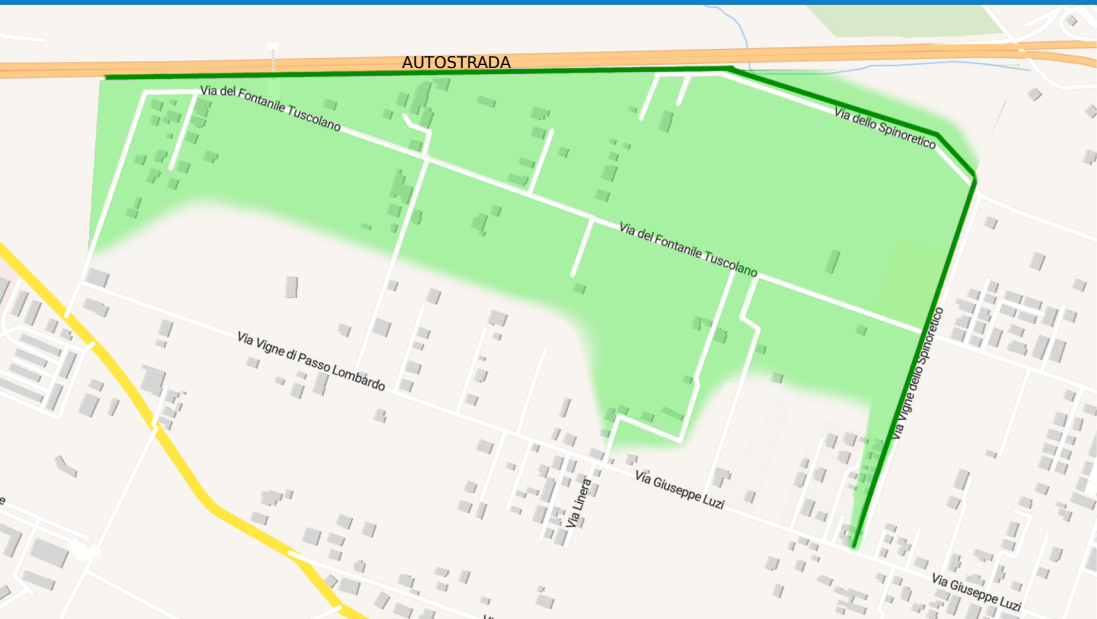 AUTOSTRADA
Via del Fontanile Tuscolano
Via dello Spinoretico
Via del Fontanile Tuscolano
Via Vigne dello Spinoretico
Via Vigne di Passo Lombardo
Via Giuseppe Luzi
Via Linera
Via Giuseppe Luzi